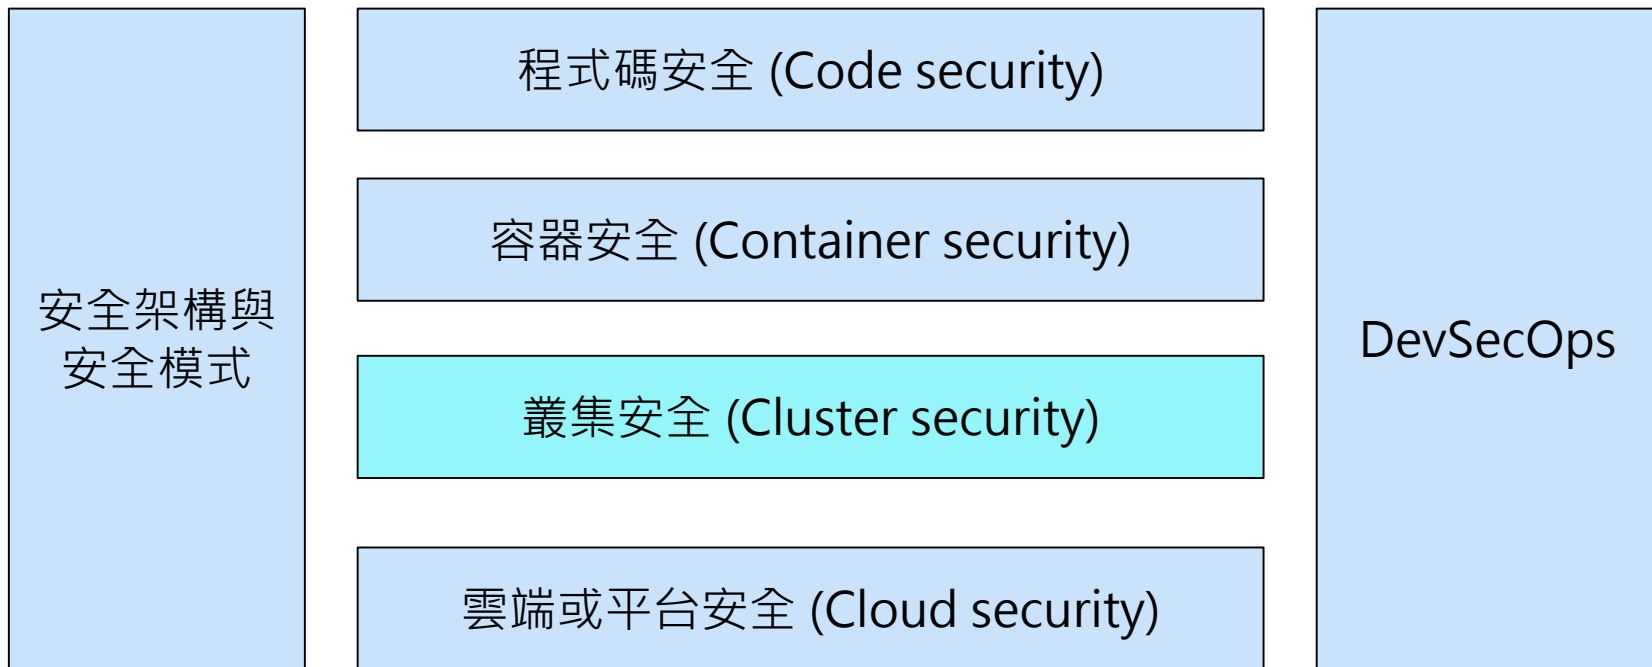 安全架構與
安全模式
程式碼安全 (Code security)
容器安全 (Container security)
叢集安全 (Cluster security)
雲端或平台安全 (Cloud security)
DevSecOps